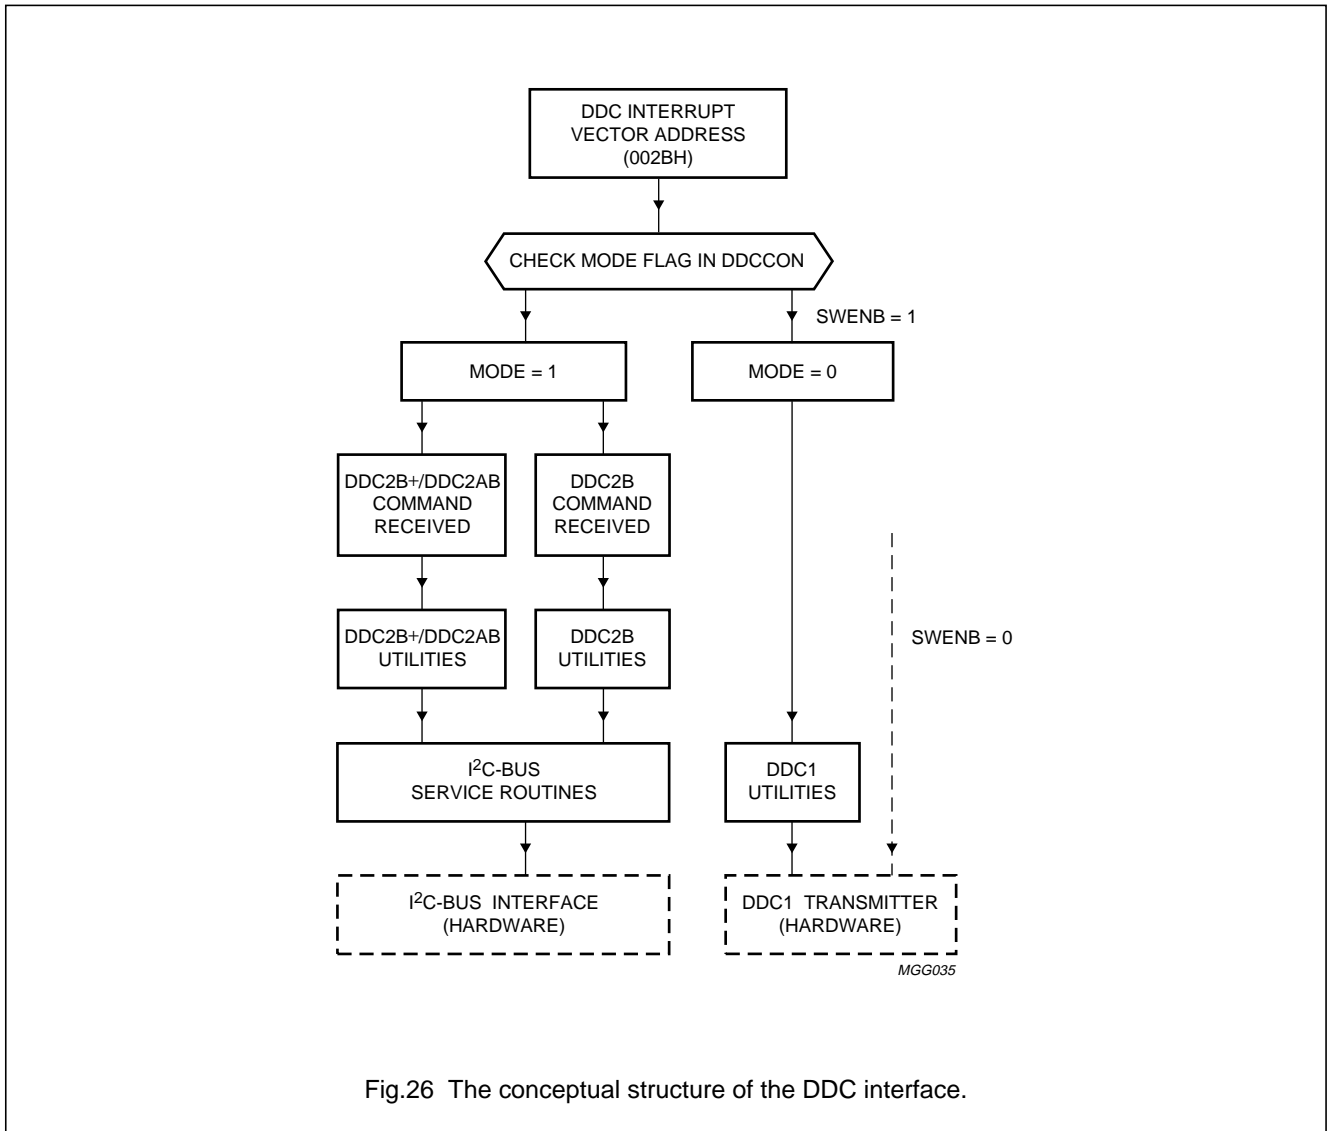 DDC INTERRUPT
VECTOR ADDRESS
(002BH)
CHECK MODE FLAG IN DDCCON
SWENB = 1
MODE = 1
MODE = 0
DDC2B+/DDC2AB
COMMAND
RECEIVED
DDC2B
COMMAND
RECEIVED
DDC2B+/DDC2AB
UTILITIES
DDC2B
UTILITIES
SWENB = 0
I²C-BUS
SERVICE ROUTINES
DDC1
UTILITIES
I²C-BUS INTERFACE
(HARDWARE)
DDC1 TRANSMITTER
(HARDWARE)
MGG035
Fig.26 The conceptual structure of the DDC interface.